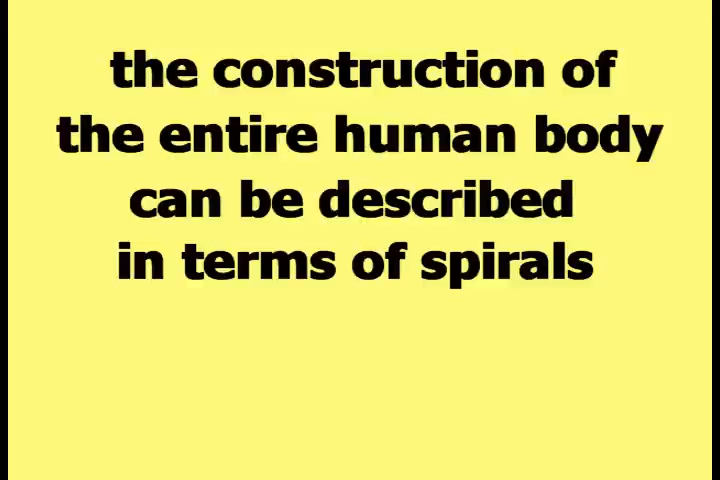 the construction of
the entire human body
can be described
in terms of spirals